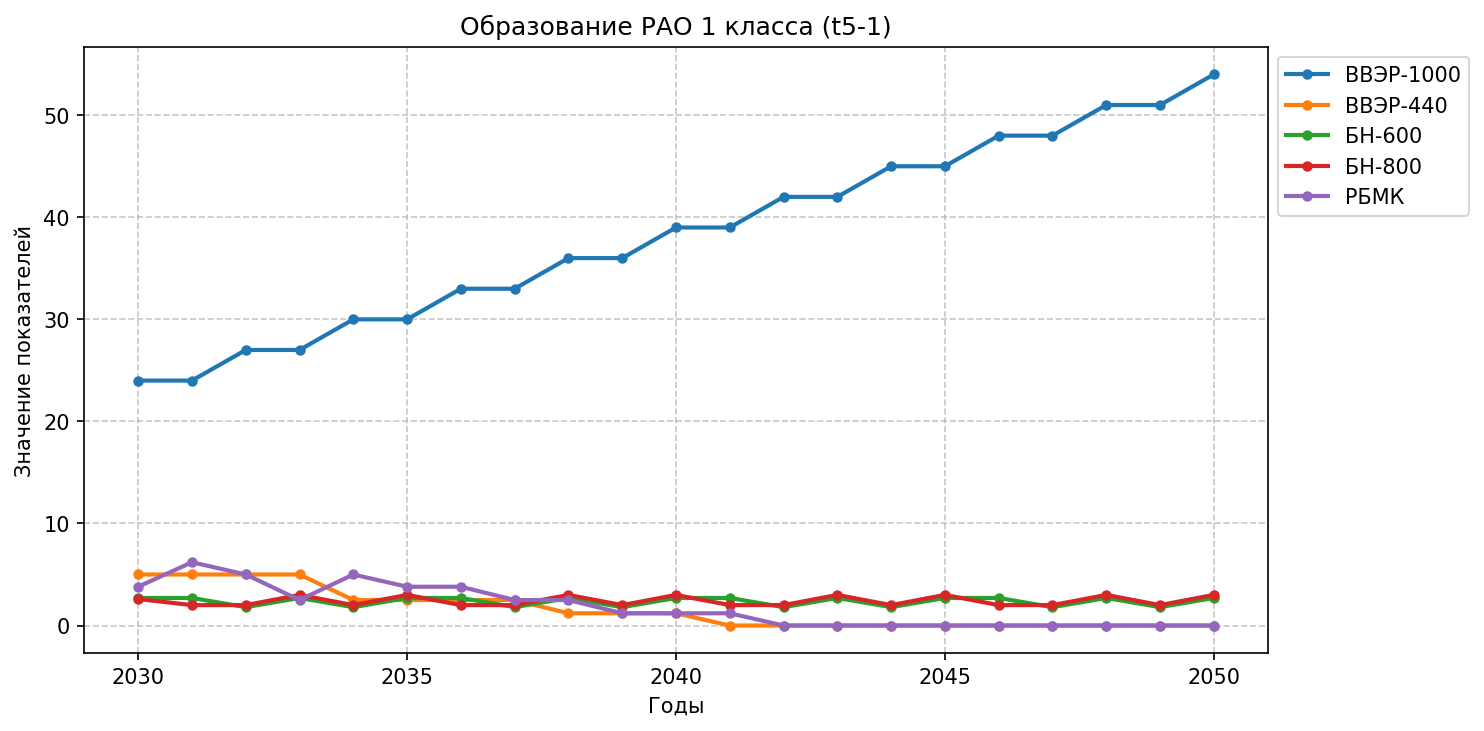 Образование РАО 1 класса (t5-1)
ВВЭР-1000
ВВЭР-440
БН-600
БН-800
РБМК
Значение показателей
50
40
30
20
10
0
2030 2035 2040 2045 2050
Годы